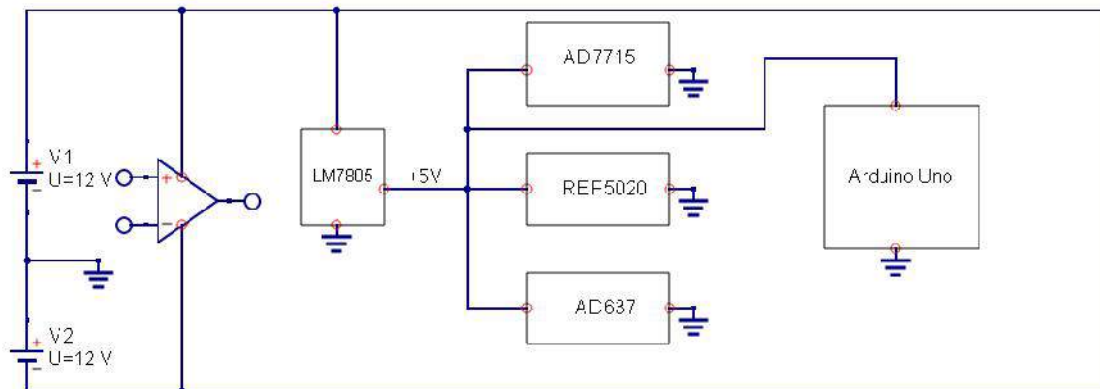 AD7715
V1
U=12 V
+
-
+
-
LM7805
+5V
REF5020
Arduino Uno
AD637
V2
U=12 V
+
-